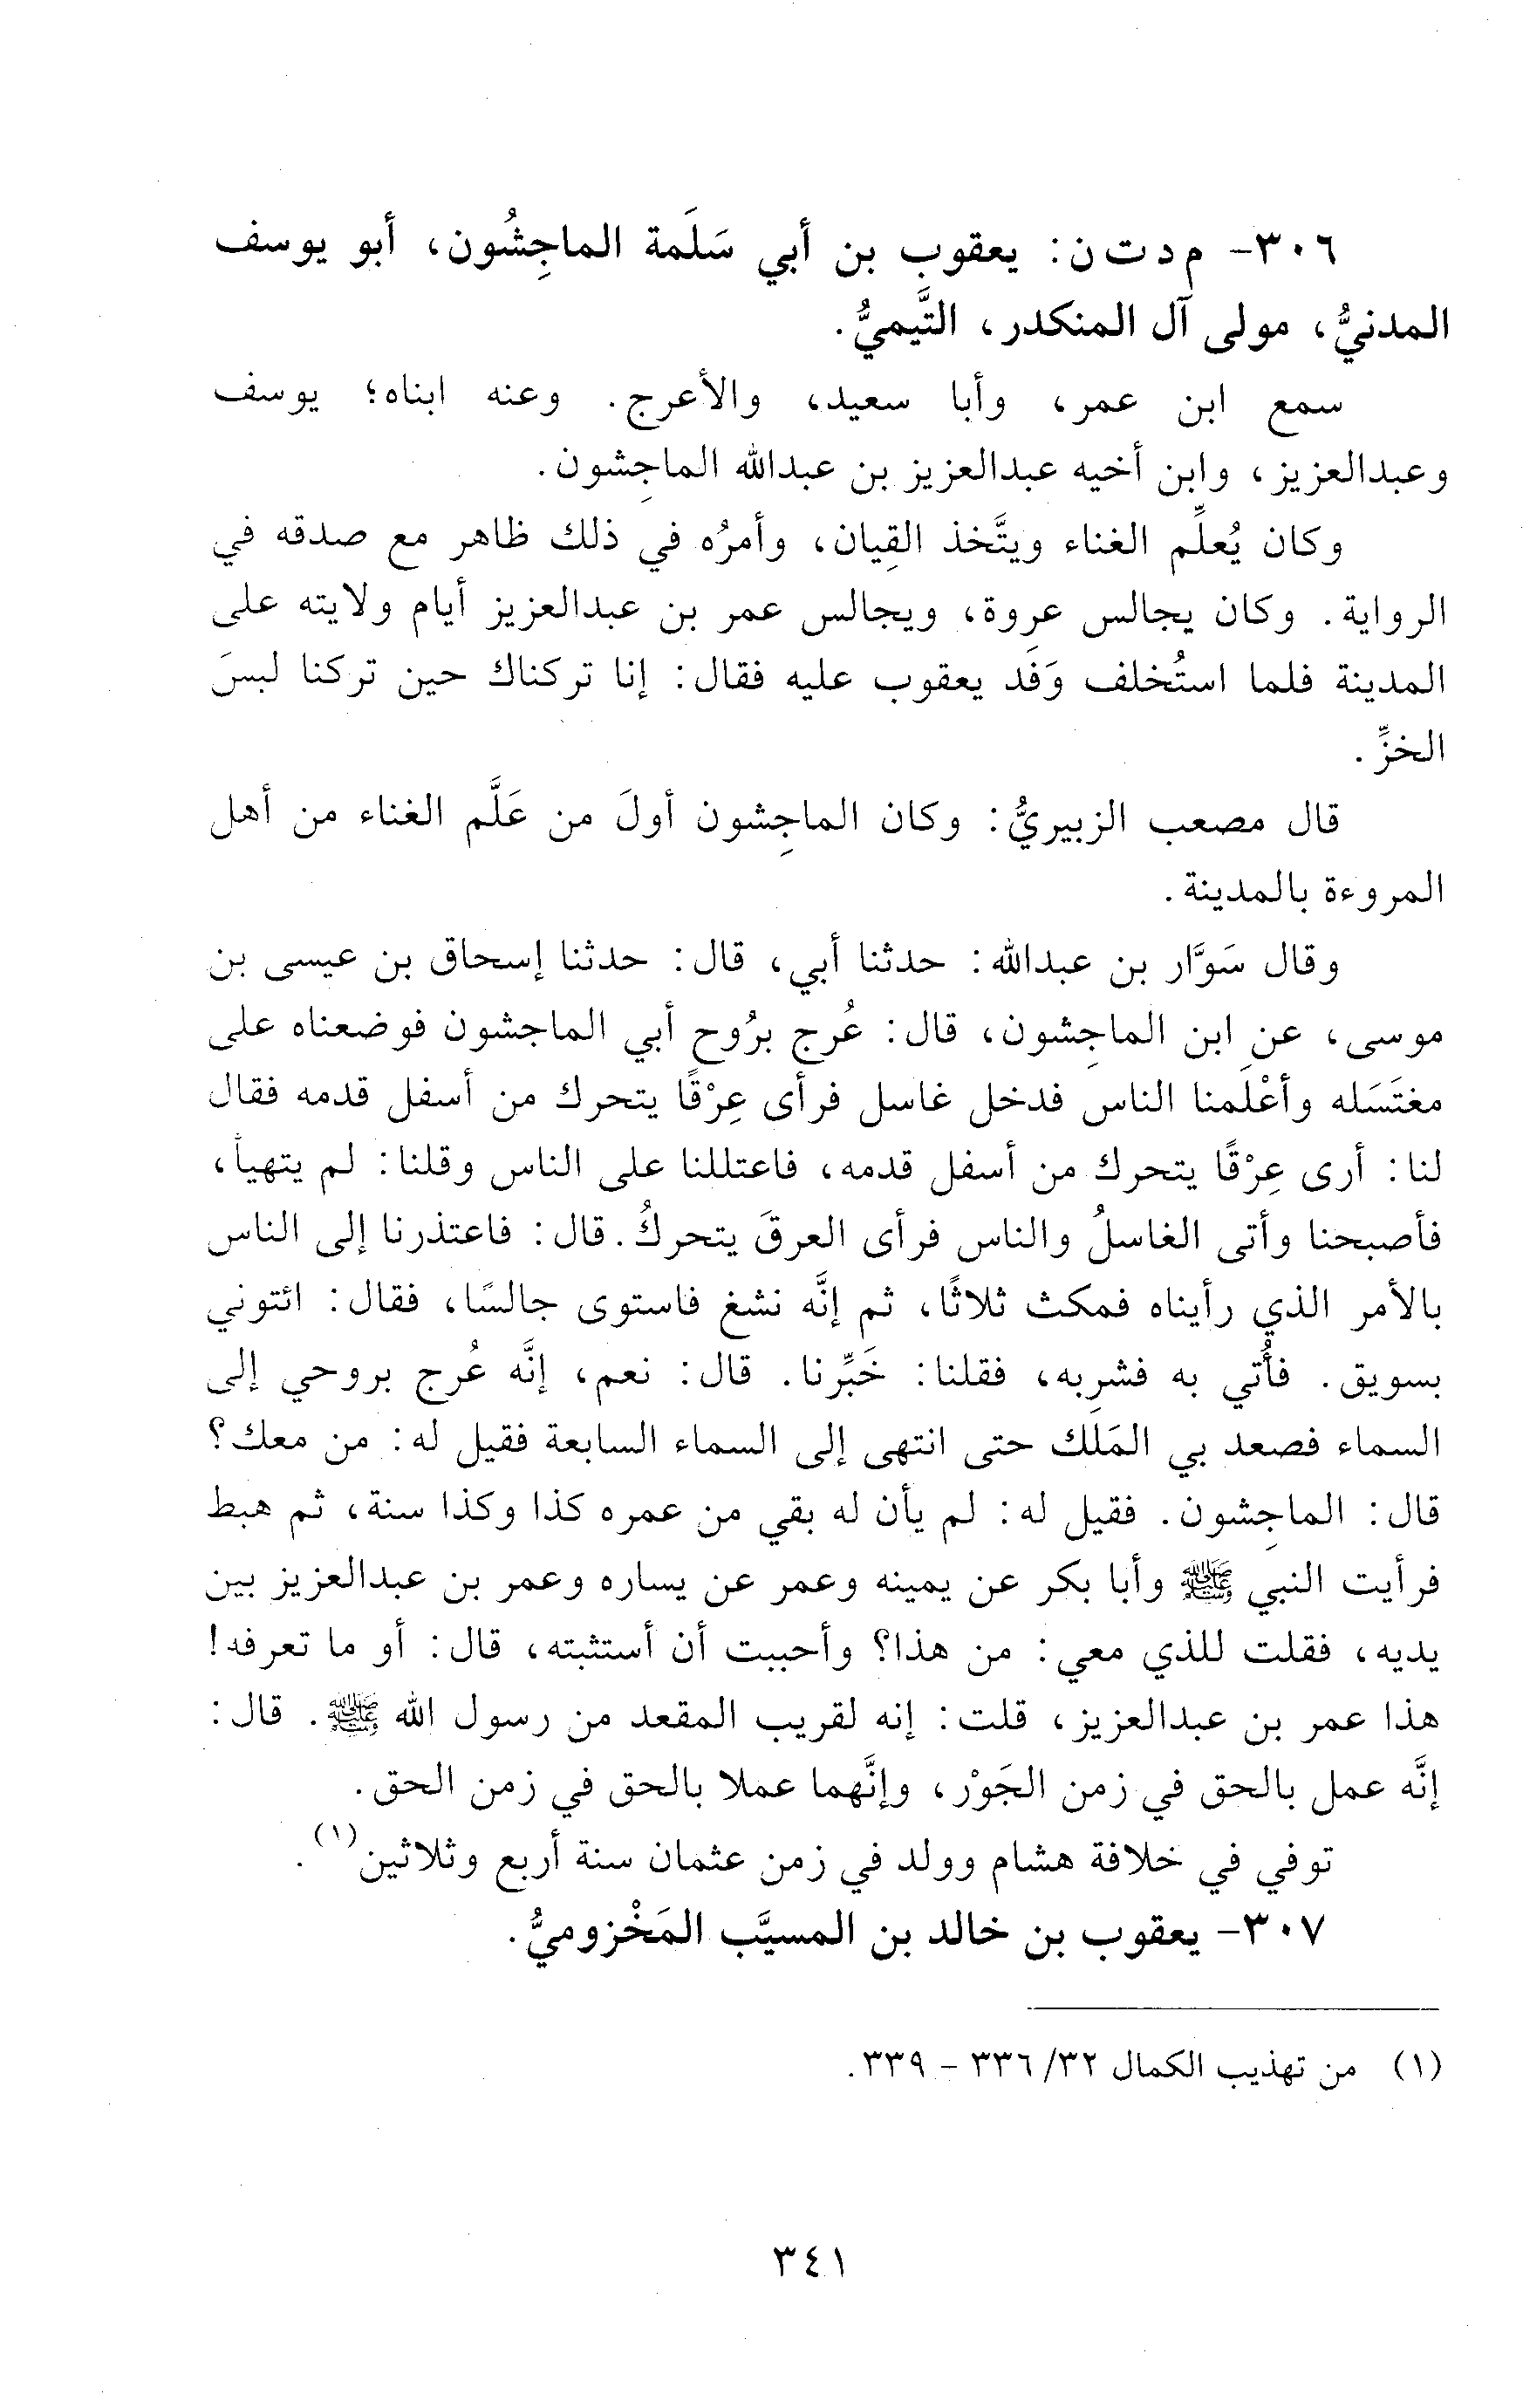 ٣٠٦- م د ت ن: يعقوب بن أبي سَلَمة الماجِشُون، أبو يوسف
المدنيُّ، مولى آل المنكدر، التَّيميُّ.
سمع ابن عمر، وأبا سعيد، والأعرج. وعنه ابناه؛ يوسف
وعبدالعزيز، وابن أخيه عبدالعزيز بن عبدالله الماجِشون.
وكان يُعلِّم الغناء ويتَّخذ القِيان، وأمرُه في ذلك ظاهر مع صدقه في
الرواية. وكان يجالس عروة، ويجالس عمر بن عبدالعزيز أيام ولايته على
المدينة فلما استُخلف وَفَد يعقوب عليه فقال: إنا تركناك حين تركنا لبسَ
الخزِّ.
قال مصعب الزبيريُّ: وكان الماجِشون أولَ من عَلَّم الغناء من أهل
المروءة بالمدينة.
وقال سَوَّار بن عبدالله: حدثنا أبي، قال: حدثنا إسحاق بن عيسى بن
موسى، عن ابن الماجِشون، قال: عُرِج برُوح أبي الماجشون فوضعناه على
مغتَسَله وأعْلَمنا الناس فدخل غاسل فرأى عِرْقًا يتحرك من أسفل قدمه فقال
لنا: أرى عِرْقًا يتحرك من أسفل قدمه، فاعتللنا على الناس وقلنا: لم يتهيأ،
فأصبحنا وأتى الغاسلُ والناس فرأى العرقَ يتحركُ. قال: فاعتذرنا إلى الناس
بالأمر الذي رأيناه فمكث ثلاثًا، ثم إنَّه نشغ فاستوى جالسًا، فقال: ائتوني
بسويق. فأُتي به فشرِبه، فقلنا: خَبِّرنا. قال: نعم، إنَّه عُرج بروحي إلى
السماء فصعد بي المَلَك حتى انتهى إلى السماء السابعة فقيل له: من معك؟
قال: الماجِشون. فقيل له: لم يأن له بقي من عمره كذا وكذا سنة، ثم هبط
فرأيت النبي ﷺ وأبا بكر عن يمينه وعمر عن يساره وعمر بن عبدالعزيز بين
يديه، فقلت للذي معي: من هذا؟ وأحببت أن أستثبته، قال: أو ما تعرفه!
هذا عمر بن عبدالعزيز، قلت: إنه لقريب المقعد من رسول الله ﷺ. قال:
إنَّه عمل بالحق في زمن الجَوْر، وإنَّهما عملا بالحق في زمن الحق.
توفي في خلافة هشام وولد في زمن عثمان سنة أربع وثلاثين(١).
٣٠٧- يعقوب بن خالد بن المسيَّب المَخْزوميُّ.
(١) من تهذيب الكمال ٣٢/ ٣٣٦ - ٣٣٩.
٣٤١